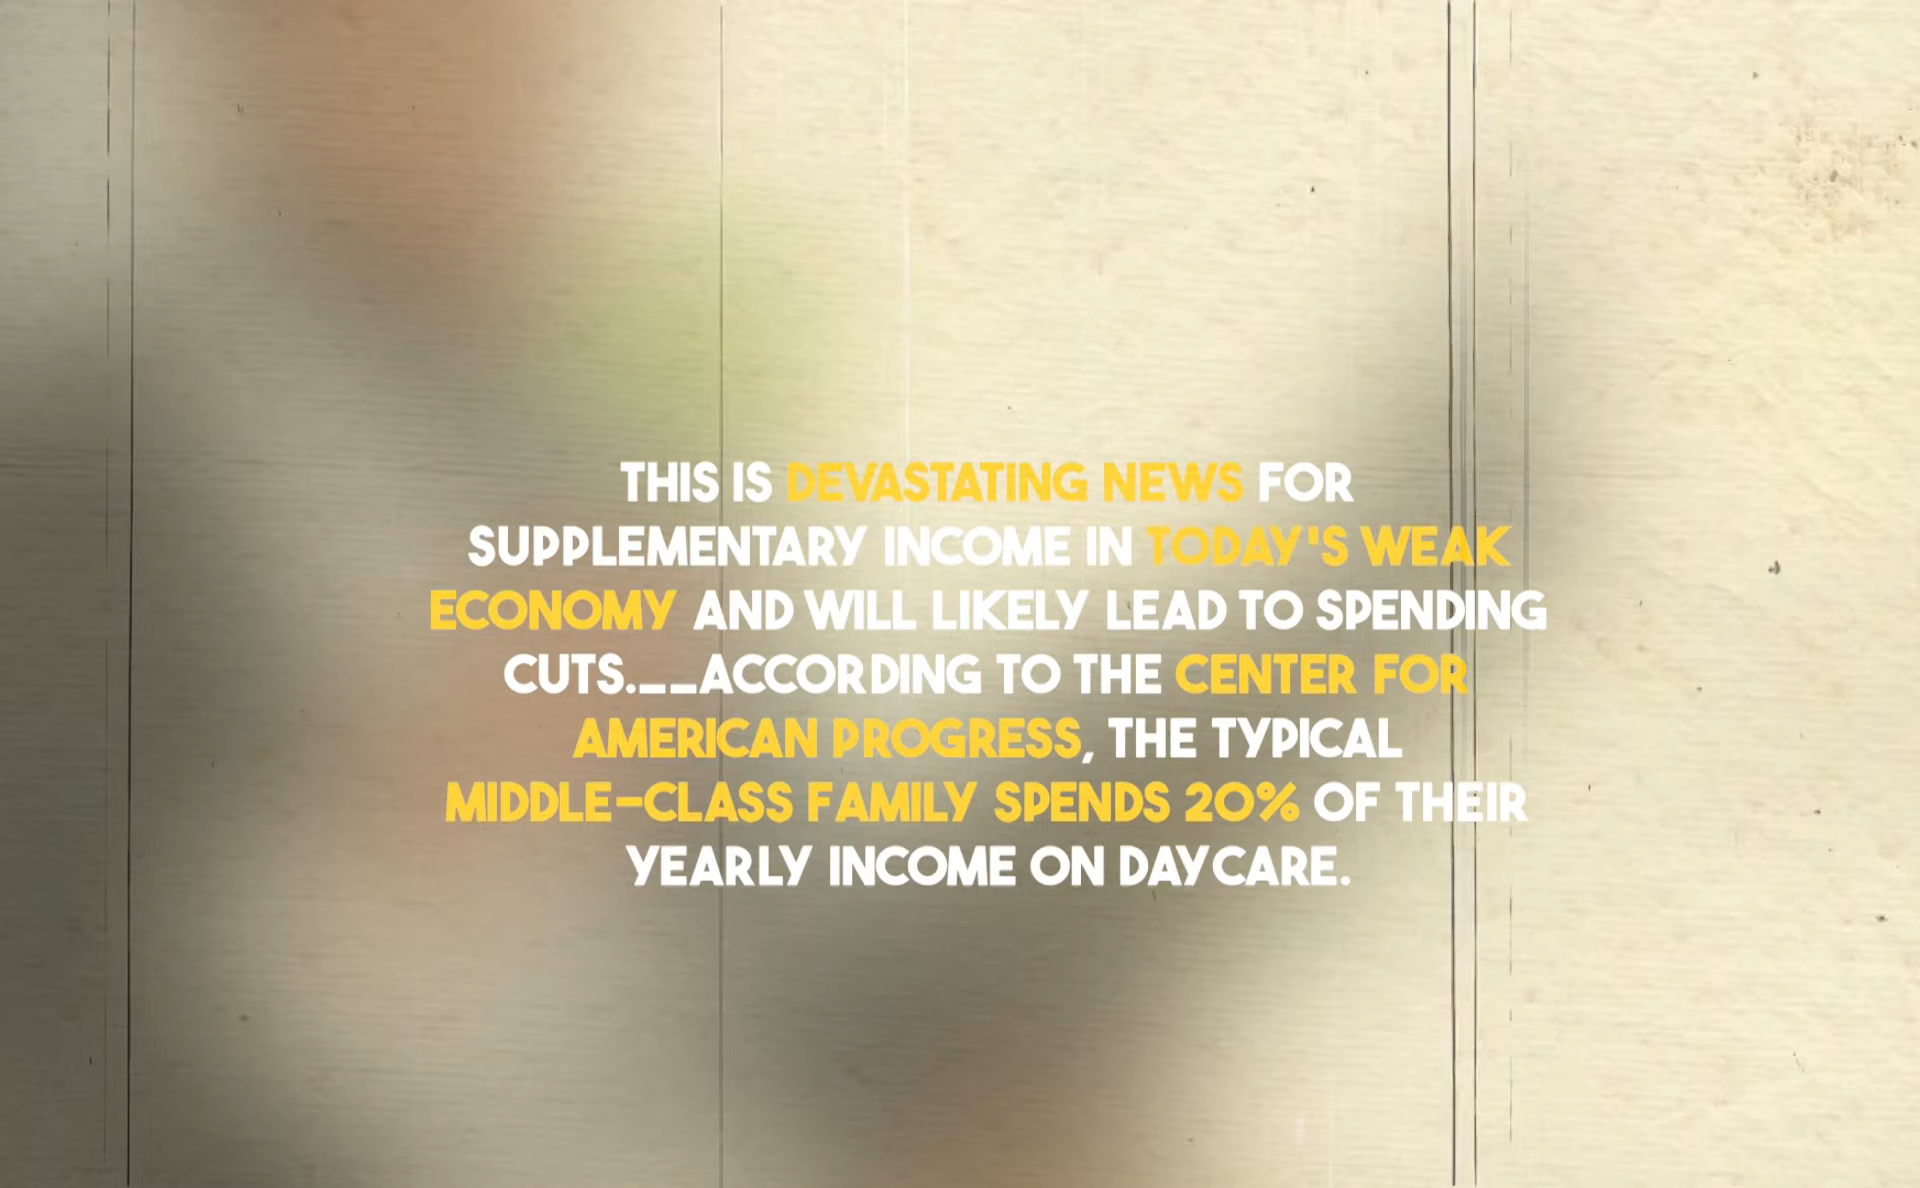 THIS IS DEVASTATING NEWS FOR
SUPPLEMENTARY INCOME IN TODAY'S WEAK
ECONOMY AND WILL LIKELY LEAD TO SPENDING
CUTS.__ACCORDING TO THE CENTER FOR
AMERICAN PROGRESS, THE TYPICAL
MIDDLE-CLASS FAMILY SPENDS 20% OF THEIR
YEARLY INCOME ON DAYCARE.